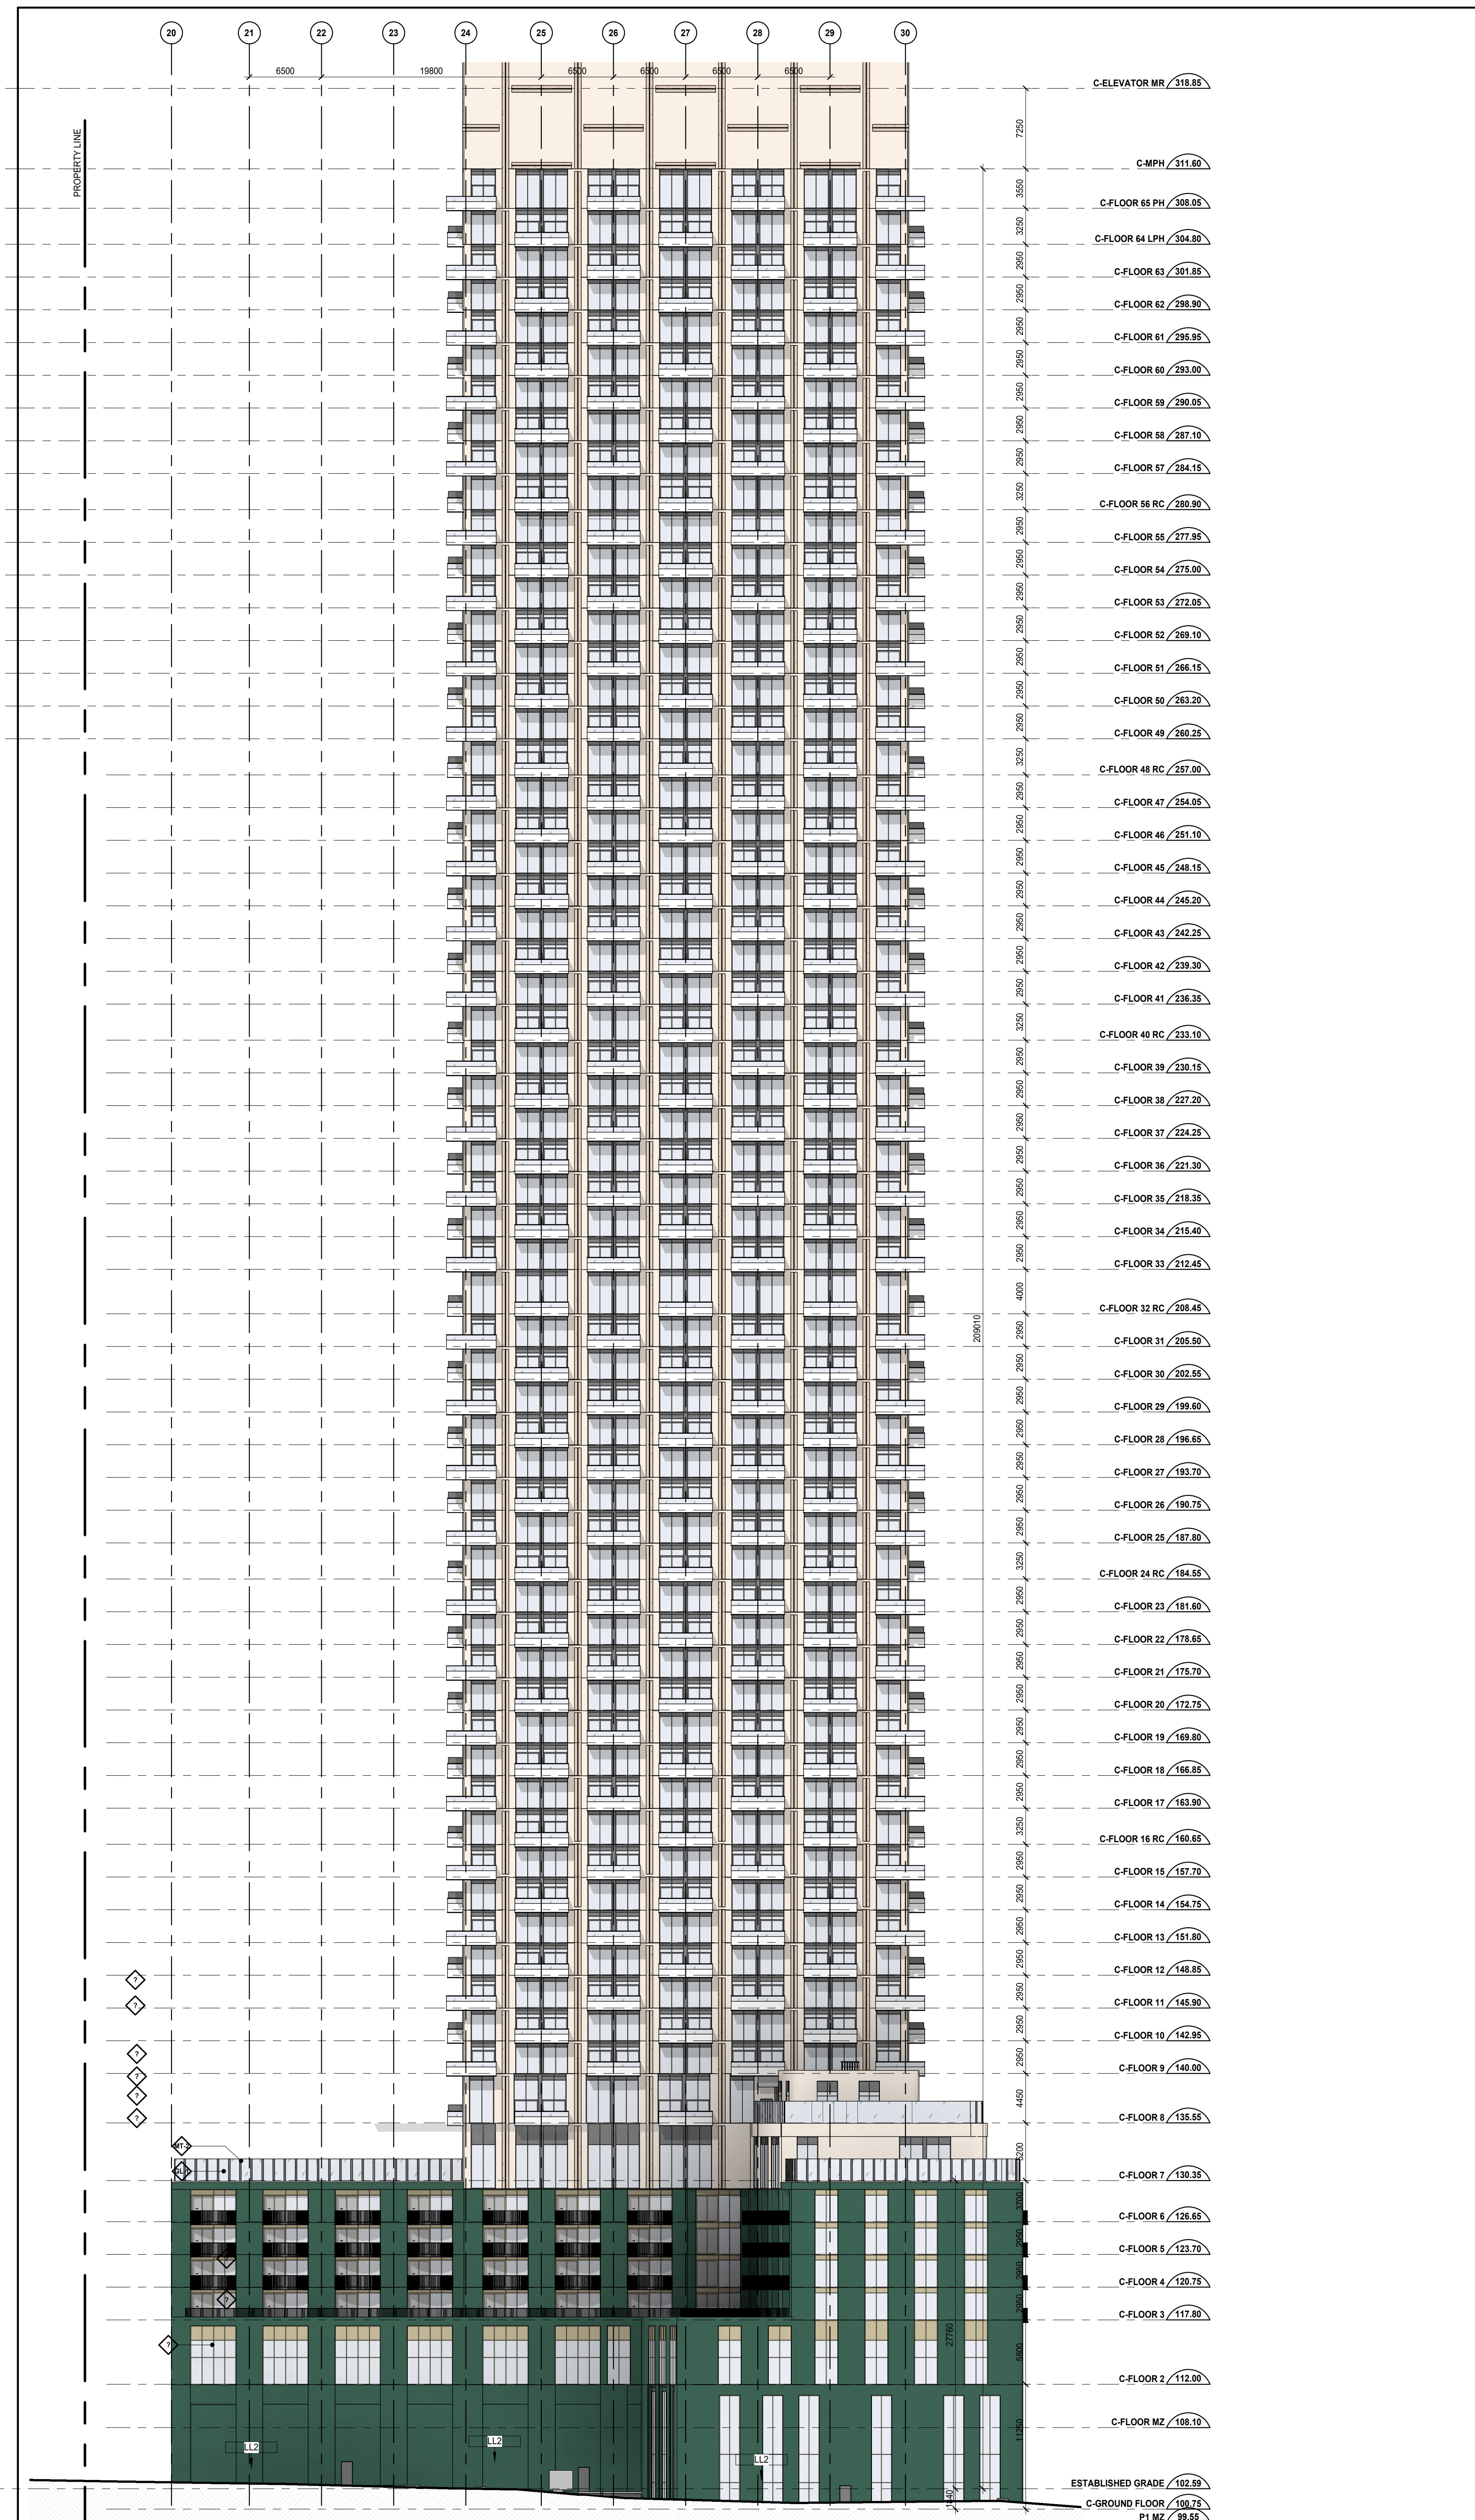 20 21 22 23 24 25 26 27 28 29 30
6500 19800 6500 6500 6500 6500
PROPERTY LINE
C-ELEVATOR MR 318.85
7250
C-MPH 311.60
3550
C-FLOOR 65 PH 308.05
3250
C-FLOOR 64 LPH 304.80
2950
C-FLOOR 63 301.85
2950
C-FLOOR 62 298.90
2950
C-FLOOR 61 295.95
2950
C-FLOOR 60 293.00
2950
C-FLOOR 59 290.05
2950
C-FLOOR 58 287.10
2950
C-FLOOR 57 284.15
3250
C-FLOOR 56 RC 280.90
2950
C-FLOOR 55 277.95
2950
C-FLOOR 54 275.00
2950
C-FLOOR 53 272.05
2950
C-FLOOR 52 269.10
2950
C-FLOOR 51 266.15
2950
C-FLOOR 50 263.20
2950
C-FLOOR 49 260.25
3250
C-FLOOR 48 RC 257.00
2950
C-FLOOR 47 254.05
2950
C-FLOOR 46 251.10
2950
C-FLOOR 45 248.15
2950
C-FLOOR 44 245.20
2950
C-FLOOR 43 242.25
2950
C-FLOOR 42 239.30
2950
C-FLOOR 41 236.35
3250
C-FLOOR 40 RC 233.10
2950
C-FLOOR 39 230.15
2950
C-FLOOR 38 227.20
2950
C-FLOOR 37 224.25
2950
C-FLOOR 36 221.30
2950
C-FLOOR 35 218.35
2950
C-FLOOR 34 215.40
2950
C-FLOOR 33 212.45
4000
C-FLOOR 32 RC 208.45
209010
2950
C-FLOOR 31 205.50
2950
C-FLOOR 30 202.55
2950
C-FLOOR 29 199.60
2950
C-FLOOR 28 196.65
2950
C-FLOOR 27 193.70
2950
C-FLOOR 26 190.75
2950
C-FLOOR 25 187.80
3250
C-FLOOR 24 RC 184.55
2950
C-FLOOR 23 181.60
2950
C-FLOOR 22 178.65
2950
C-FLOOR 21 175.70
2950
C-FLOOR 20 172.75
2950
C-FLOOR 19 169.80
2950
C-FLOOR 18 166.85
2950
C-FLOOR 17 163.90
3250
C-FLOOR 16 RC 160.65
2950
C-FLOOR 15 157.70
2950
C-FLOOR 14 154.75
2950
C-FLOOR 13 151.80
2950
C-FLOOR 12 148.85
?
2950
C-FLOOR 11 145.90
?
2950
C-FLOOR 10 142.95
?
2950
C-FLOOR 9 140.00
?
?
4450
C-FLOOR 8 135.55
?
MT-2
5200
GL-1
C-FLOOR 7 130.35
3700
C-FLOOR 6 126.65
2950
C-FLOOR 5 123.70
?
2950
C-FLOOR 4 120.75
?
2950
C-FLOOR 3 117.80
27760
?
5800
C-FLOOR 2 112.00
11250
C-FLOOR MZ 108.10
LL2 LL2 LL2
ESTABLISHED GRADE 102.59
1840
C-GROUND FLOOR 100.75
P1 MZ 99.55